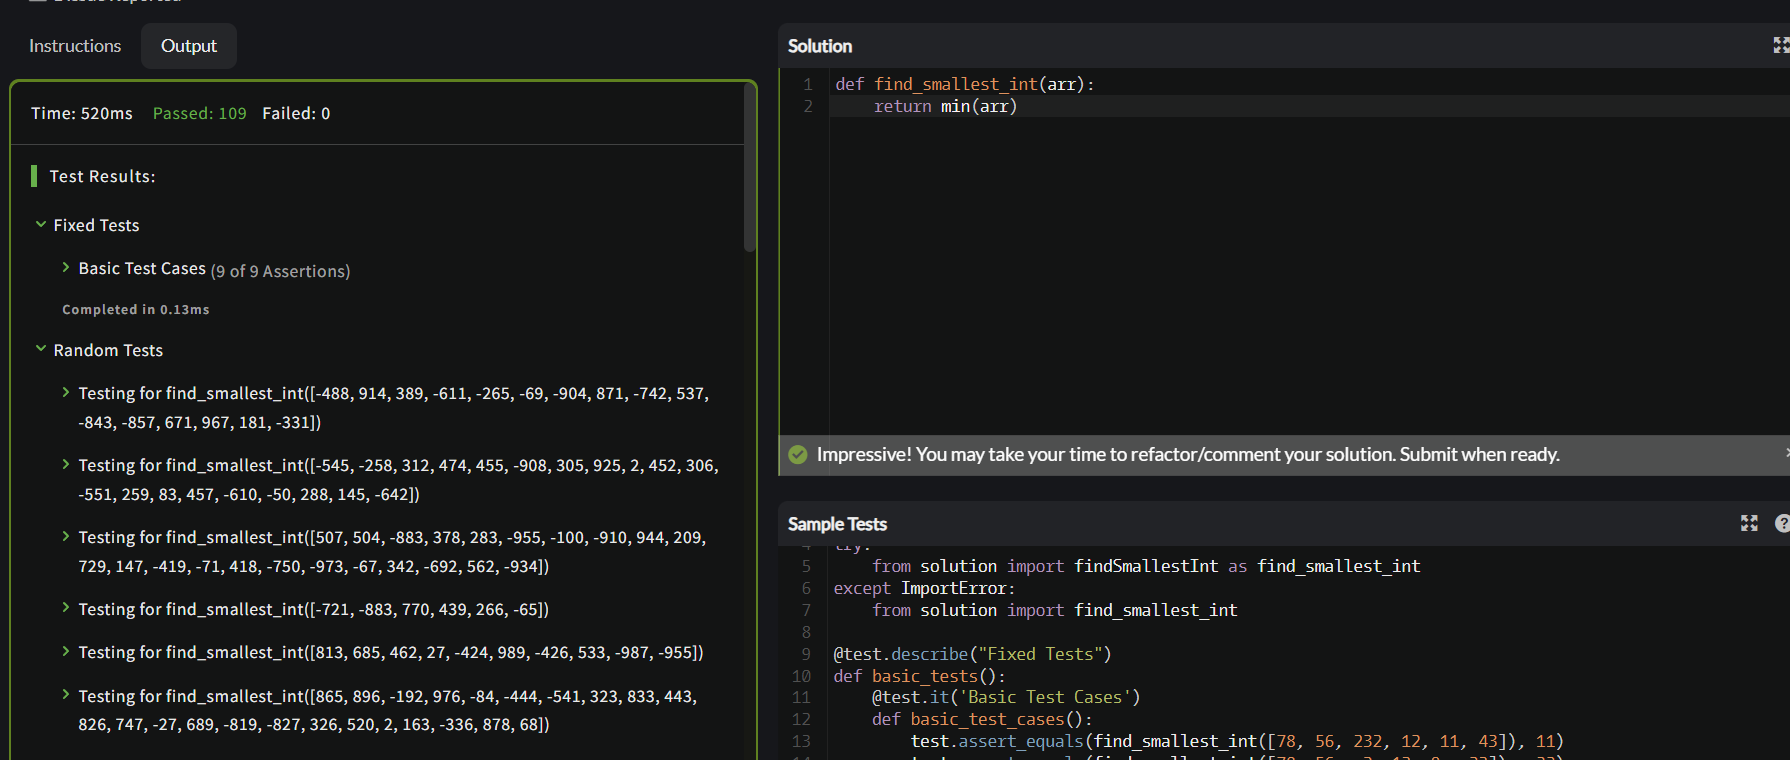 Instructions
Output
Time: 520ms Passed: 109 Failed: 0
Test Results:
Fixed Tests
Basic Test Cases (9 of 9 Assertions)
Completed in 0.13ms
Random Tests
Testing for find_smallest_int([-488, 914, 389, -611, -265, -69, -904, 871, -742, 537,
-843, -857, 671, 967, 181, -331])
Testing for find_smallest_int([-545, -258, 312, 474, 455, -908, 305, 925, 2, 452, 306,
-551, 259, 83, 457, -610, -50, 288, 145, -642])
Testing for find_smallest_int([507, 504, -883, 378, 283, -955, -100, -910, 944, 209,
729, 147, -419, -71, 418, -750, -973, -67, 342, -692, 562, -934])
Testing for find_smallest_int([-721, -883, 770, 439, 266, -65])
Testing for find_smallest_int([813, 685, 462, 27, -424, 989, -426, 533, -987, -955])
Testing for find_smallest_int([865, 896, -192, 976, -84, -444, -541, 323, 833, 443,
826, 747, -27, 689, -819, -827, 326, 520, 2, 163, -336, 878, 68])
Solution
1 def find_smallest_int(arr):
2 return min(arr)
Impressive! You may take your time to refactor/comment your solution. Submit when ready.
Sample Tests
4 try:
5 from solution import findSmallestInt as find_smallest_int
6 except ImportError:
7 from solution import find_smallest_int
8
9 @test.describe("Fixed Tests")
10 def basic_tests():
11 @test.it('Basic Test Cases')
12 def basic_test_cases():
13 test.assert_equals(find_smallest_int([78, 56, 232, 12, 11, 43]), 11)